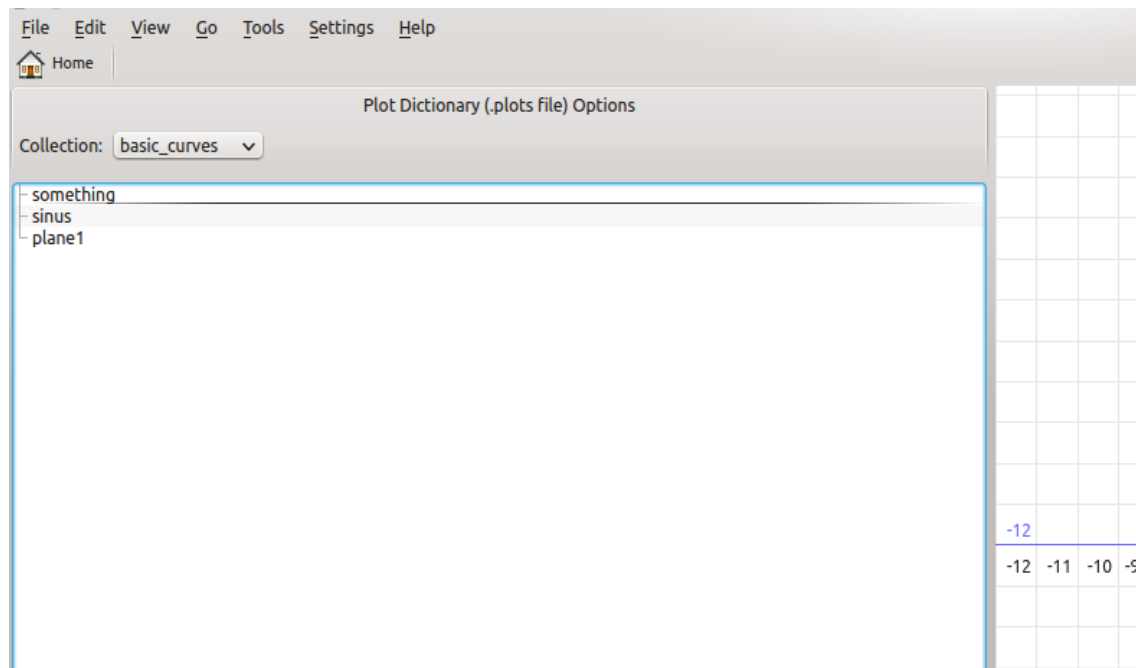 File Edit View Go Tools Settings Help
Home
Plot Dictionary (.plots file) Options
Collection: basic_curves
something
sinus
plane1
-12
-12 -11 -10 -9